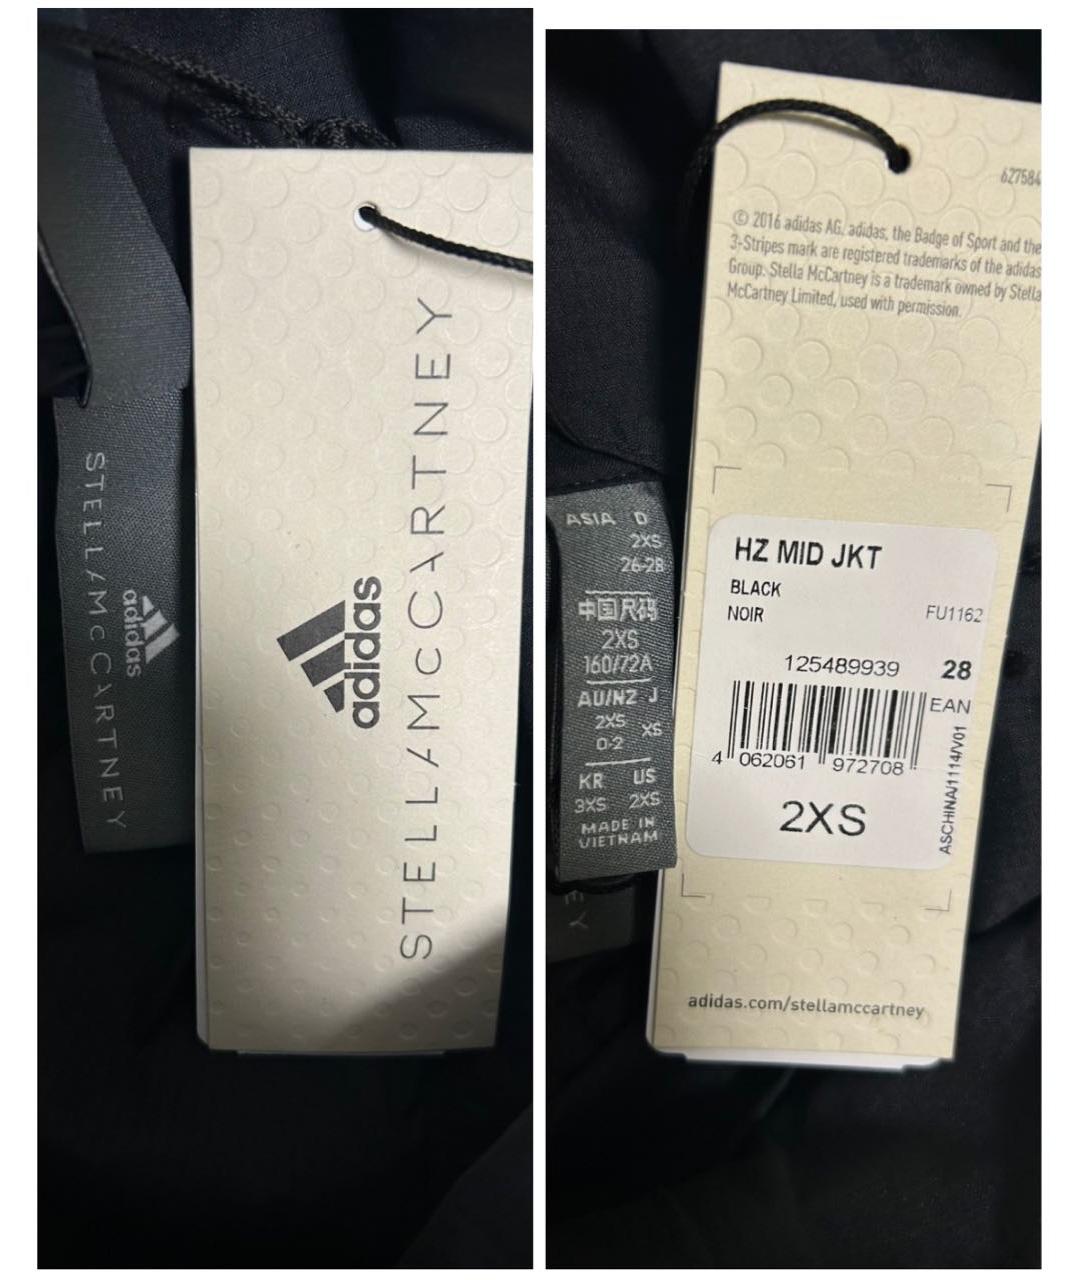 STELLAMCCARTNEY
adidas
adidas
STELLAMCCARTNEY
627584
© 2016 adidas AG. adidas, the Badge of Sport and the
3-Stripes mark are registered trademarks of the adidas
Group. Stella McCartney is a trademark owned by Stella
McCartney Limited, used with permission.
ASIA D
2XS
26-28
中国尺码
2XS
160/72A
AU/NZ J
2XS XS
0-2
KR US
3XS 2XS
MADE IN
VIETNAM
EY
HZ MID JKT
BLACK
NOIR FU1162
125489939 28
EAN
4 062061 972708
2XS
ASCHINA/1114/V01
adidas.com/stellamccartney